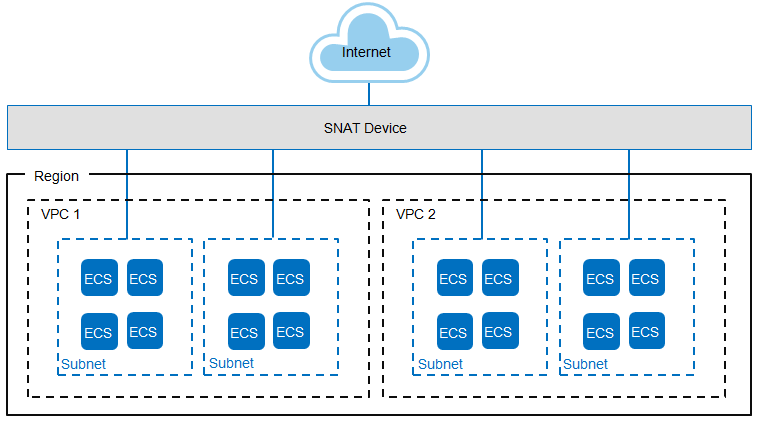 Internet
SNAT Device
Region
VPC 1
VPC 2
ECS ECS ECS ECS ECS ECS ECS ECS
ECS ECS ECS ECS ECS ECS ECS ECS
Subnet Subnet Subnet Subnet